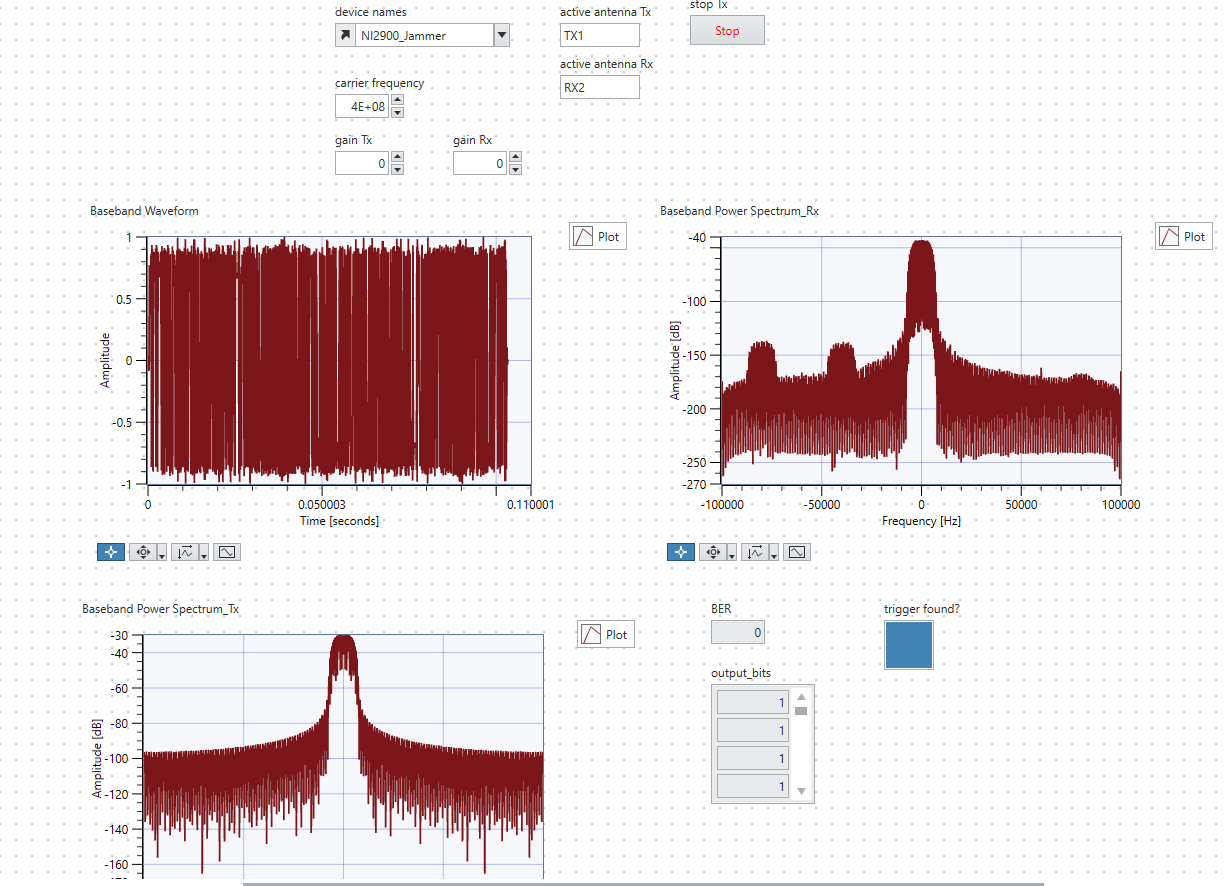 device names
NI2900_Jammer
active antenna Tx
TX1
stop Tx
Stop
active antenna Rx
RX2
carrier frequency
4E+08
gain Tx
0
gain Rx
0
Baseband Waveform
Plot
1
0.5
0
-0.5
-1
Amplitude
0
0.050003
0.110001
Time [seconds]
Baseband Power Spectrum_Rx
Plot
-40
-100
-150
-200
-250
-270
Amplitude [dB]
-100000
-50000
0
50000
100000
Frequency [Hz]
Baseband Power Spectrum_Tx
Plot
-30
-40
-60
-80
-100
-120
-140
-160
Amplitude [dB]
BER
0
trigger found?
output_bits
1
1
1
1